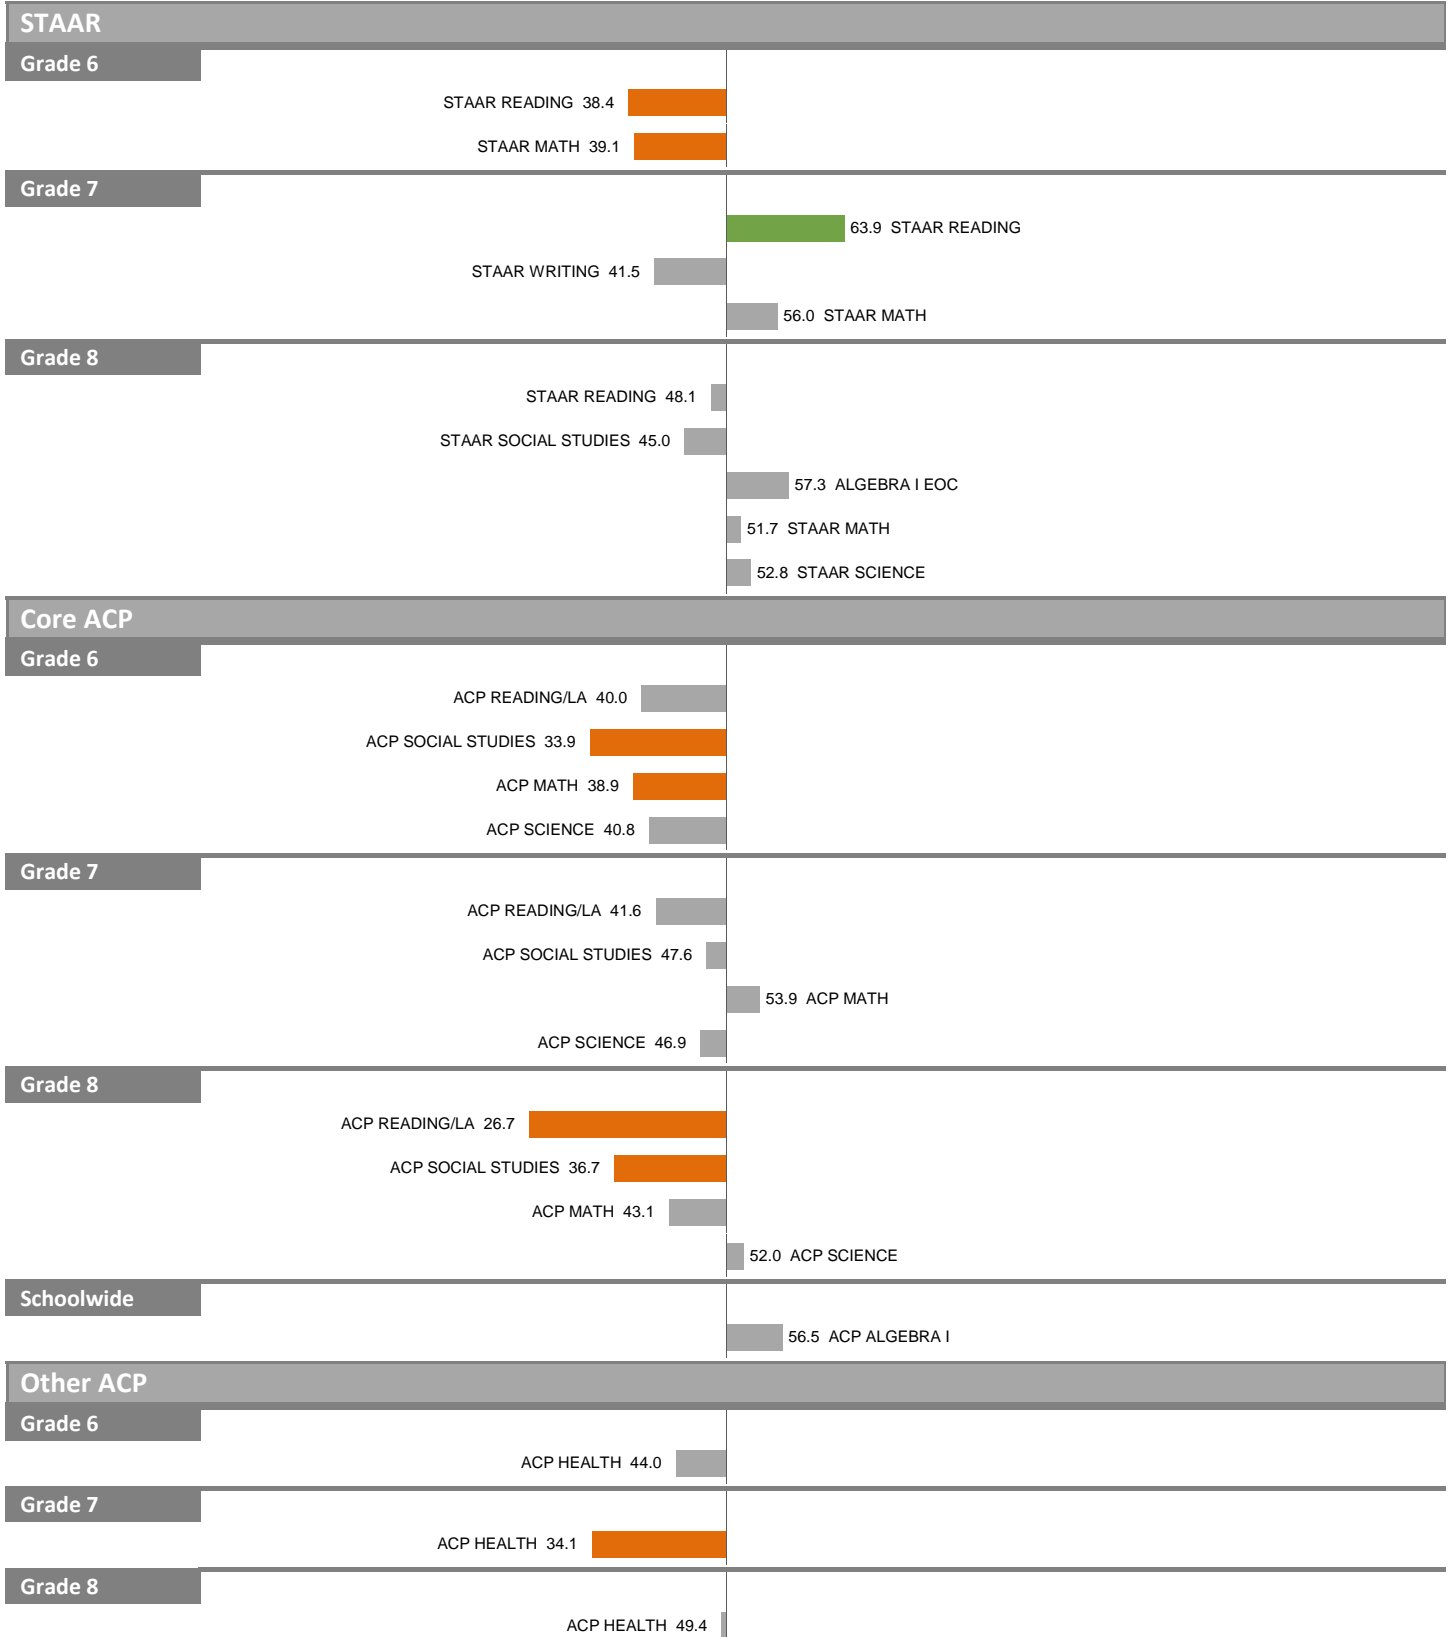 STAAR
Grade 6
STAAR READING 38.4
STAAR MATH 39.1
Grade 7
63.9 STAAR READING
STAAR WRITING 41.5
56.0 STAAR MATH
Grade 8
STAAR READING 48.1
STAAR SOCIAL STUDIES 45.0
57.3 ALGEBRA I EOC
51.7 STAAR MATH
52.8 STAAR SCIENCE
Core ACP
Grade 6
ACP READING/LA 40.0
ACP SOCIAL STUDIES 33.9
ACP MATH 38.9
ACP SCIENCE 40.8
Grade 7
ACP READING/LA 41.6
ACP SOCIAL STUDIES 47.6
53.9 ACP MATH
ACP SCIENCE 46.9
Grade 8
ACP READING/LA 26.7
ACP SOCIAL STUDIES 36.7
ACP MATH 43.1
52.0 ACP SCIENCE
Schoolwide
56.5 ACP ALGEBRA I
Other ACP
Grade 6
ACP HEALTH 44.0
Grade 7
ACP HEALTH 34.1
Grade 8
ACP HEALTH 49.4